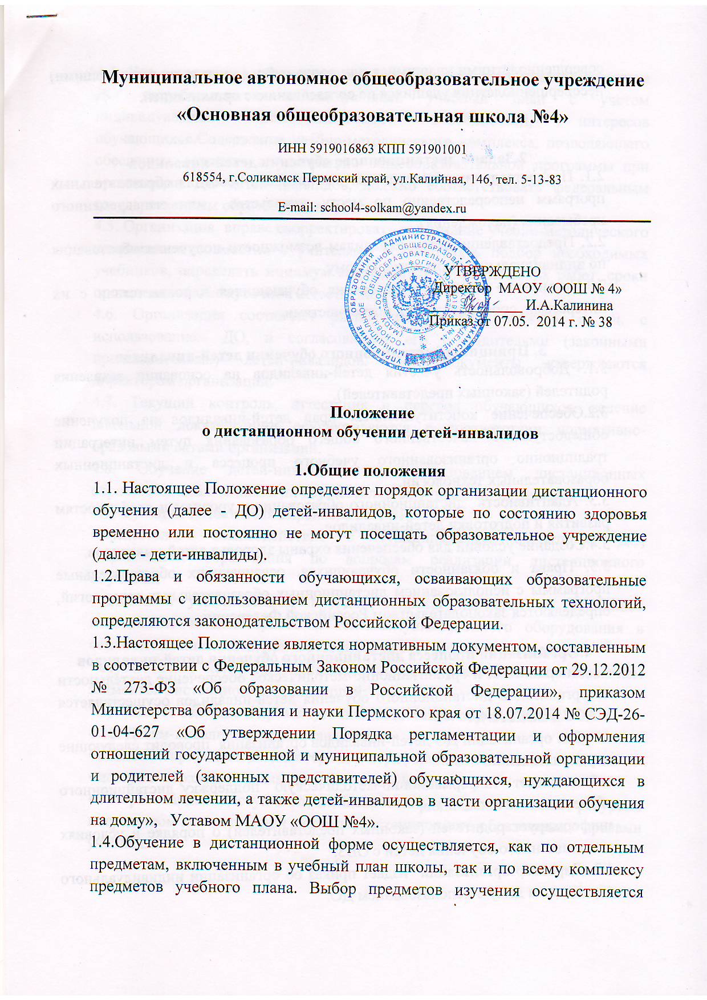 Муниципальное автономное общеобразовательное учреждение
«Основная общеобразовательная школа №4»
ИНН 5919016863 КПП 591901001
618554, г.Соликамск Пермский край, ул.Калийная, 146, тел. 5-13-83
E-mail: school4-solkam@yandex.ru
УТВЕРЖДЕНО
Директор МАОУ «ООШ № 4»
И.А.Калинина
Приказ от 07.05. 2014 г. № 38
Положение
о дистанционном обучении детей-инвалидов
1.Общие положения
1.1. Настоящее Положение определяет порядок организации дистанционного
обучения (далее - ДО) детей-инвалидов, которые по состоянию здоровья
временно или постоянно не могут посещать образовательное учреждение
(далее - дети-инвалиды).
1.2.Права и обязанности обучающихся, осваивающих образовательные
программы с использованием дистанционных образовательных технологий,
определяются законодательством Российской Федерации.
1.3.Настоящее Положение является нормативным документом, составленным
в соответствии с Федеральным Законом Российской Федерации от 29.12.2012
№ 273-ФЗ «Об образовании в Российской Федерации», приказом
Министерства образования и науки Пермского края от 18.07.2014 № СЭД-26-
01-04-627 «Об утверждении Порядка регламентации и оформления
отношений государственной и муниципальной образовательной организации
и родителей (законных представителей) обучающихся, нуждающихся в
длительном лечении, а также детей-инвалидов в части организации обучения
на дому», Уставом МАОУ «ООШ №4».
1.4.Обучение в дистанционной форме осуществляется, как по отдельным
предметам, включенным в учебный план школы, так и по всему комплексу
предметов учебного плана. Выбор предметов изучения осуществляется